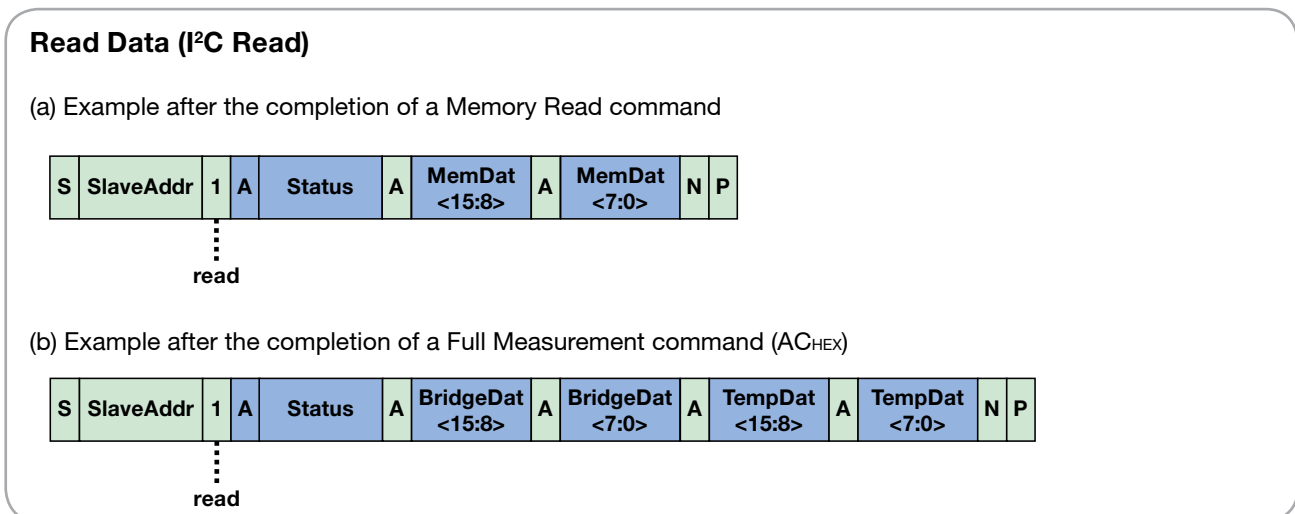 Read Data (I²C Read)
(a) Example after the completion of a Memory Read command
S SlaveAddr 1 A Status A MemDat <15:8> A MemDat <7:0> N P
read
(b) Example after the completion of a Full Measurement command (ACHEX)
S SlaveAddr 1 A Status A BridgeDat <15:8> A BridgeDat <7:0> A TempDat <15:8> A TempDat <7:0> N P
read